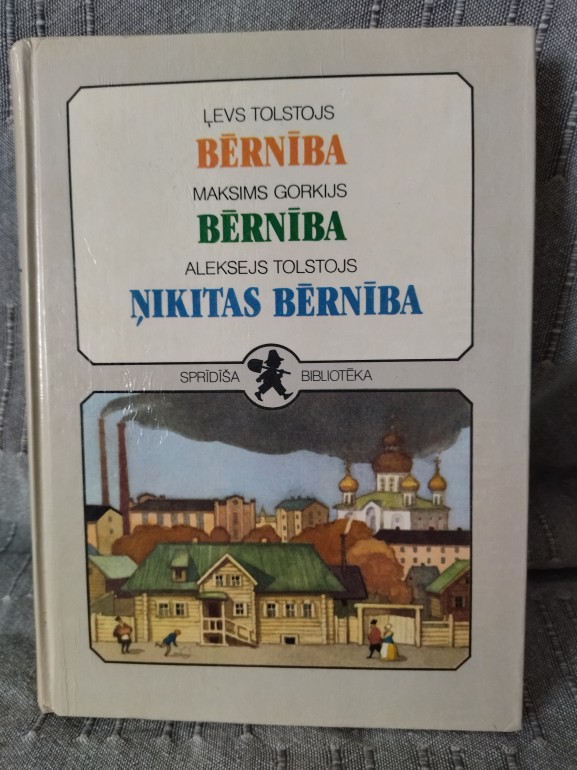 ĻEVS TOLSTOJS
BĒRNĪBA
MAKSIMS GORKIJS
BĒRNĪBA
ALEKSEJS TOLSTOJS
ŅIKITAS BĒRNĪBA
SPRĪDĪŠA BIBLIOTĒKA